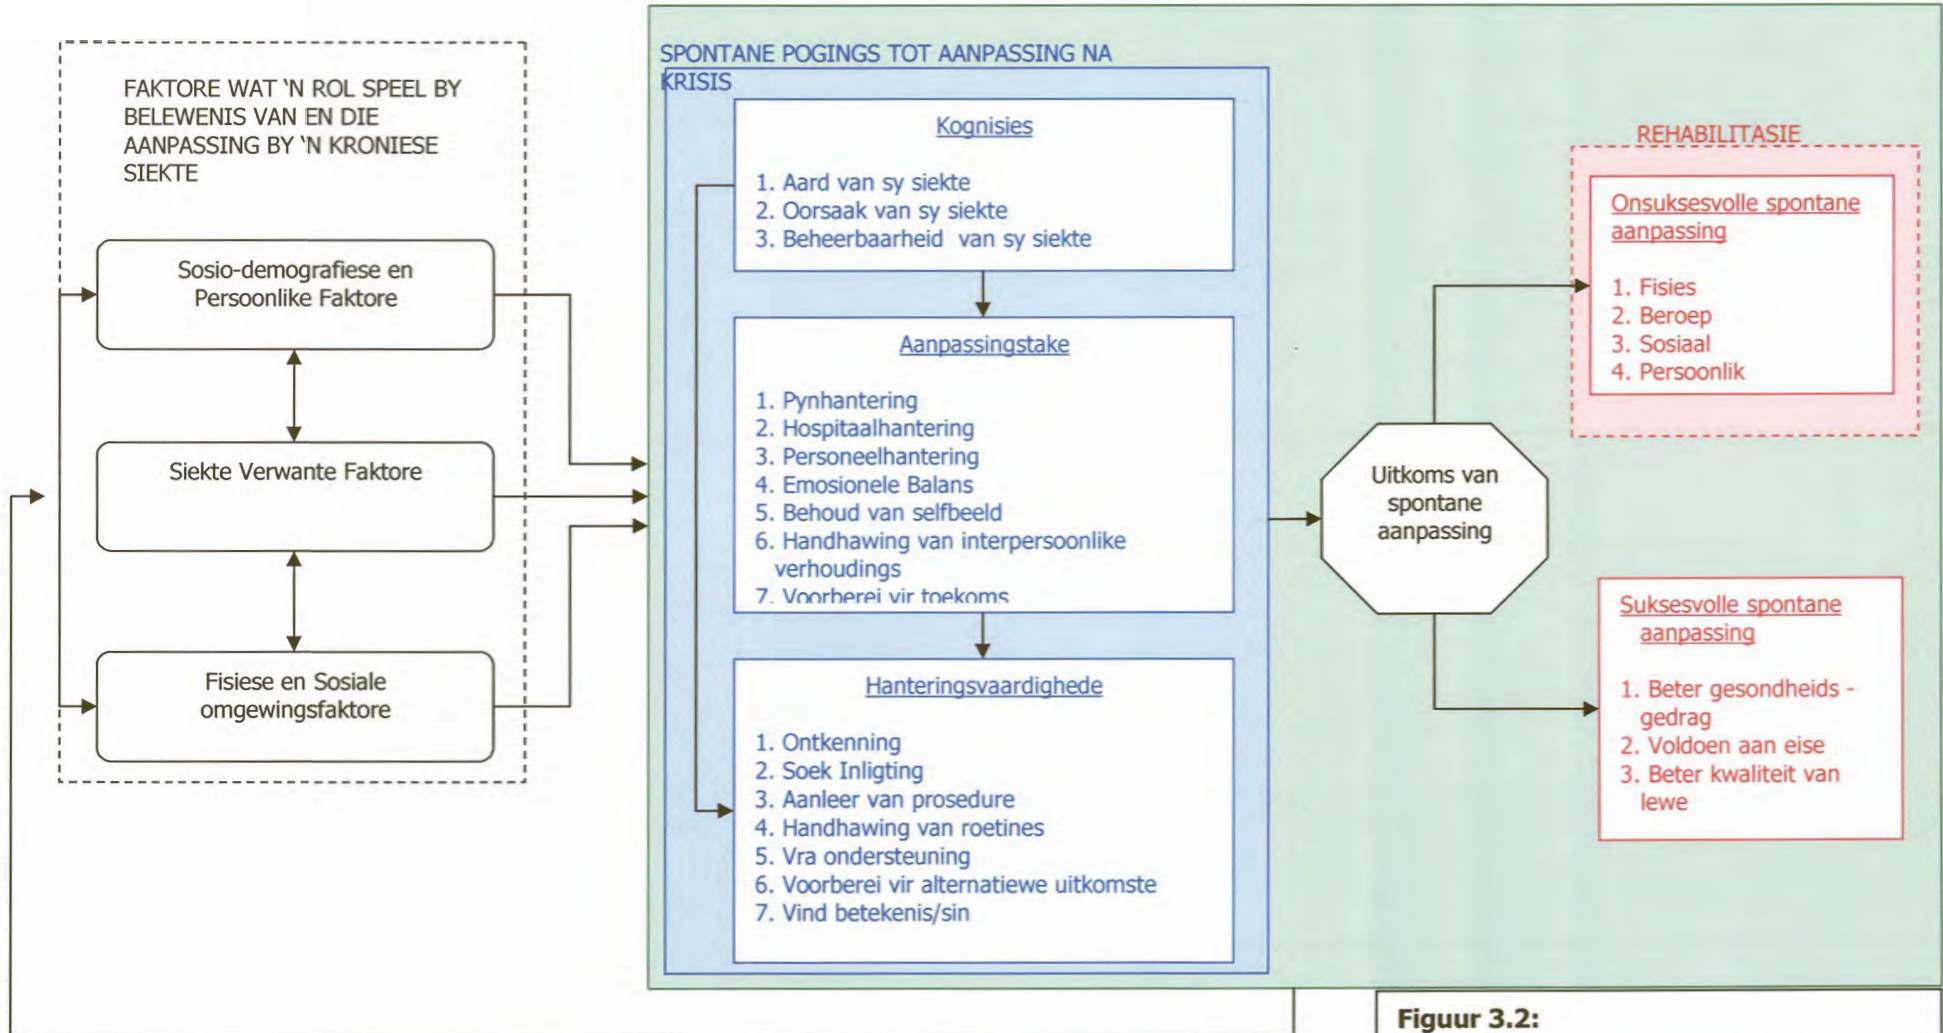 FAKTORE WAT ‘N ROL SPEEL BY
BELEWENIS VAN EN DIE
AANPASSING BY ‘N KRONIESE
SIEKTE
Sosio-demografiese en
Persoonlike Faktore
Siekte Verwante Faktore
Fisiese en Sosiale
omgewingsfaktore
SPONTANE POGINGS TOT AANPASSING NA
KRISIS
Kognisies
1. Aard van sy siekte
2. Oorsaak van sy siekte
3. Beheerbaarheid van sy siekte
Aanpassingstake
1. Pynhantering
2. Hospitaalhantering
3. Personeelhantering
4. Emosionele Balans
5. Behoud van selfbeeld
6. Handhawing van interpersoonlike
verhoudings
7. Voorberei vir toekoms
Hanteringsvaardighede
1. Ontkenning
2. Soek Inligting
3. Aanleer van prosedure
4. Handhawing van roetines
5. Vra ondersteuning
6. Voorberei vir alternatiewe uitkomste
7. Vind betekenis/sin
Uitkoms van
spontane
aanpassing
REHABILITASIE
Onsuksesvolle spontane
aanpassing
1. Fisies
2. Beroep
3. Sosiaal
4. Persoonlik
Suksesvolle spontane
aanpassing
1. Beter gesondheids -
gedrag
2. Voldoen aan eise
3. Beter kwaliteit van
lewe
Figuur 3.2: